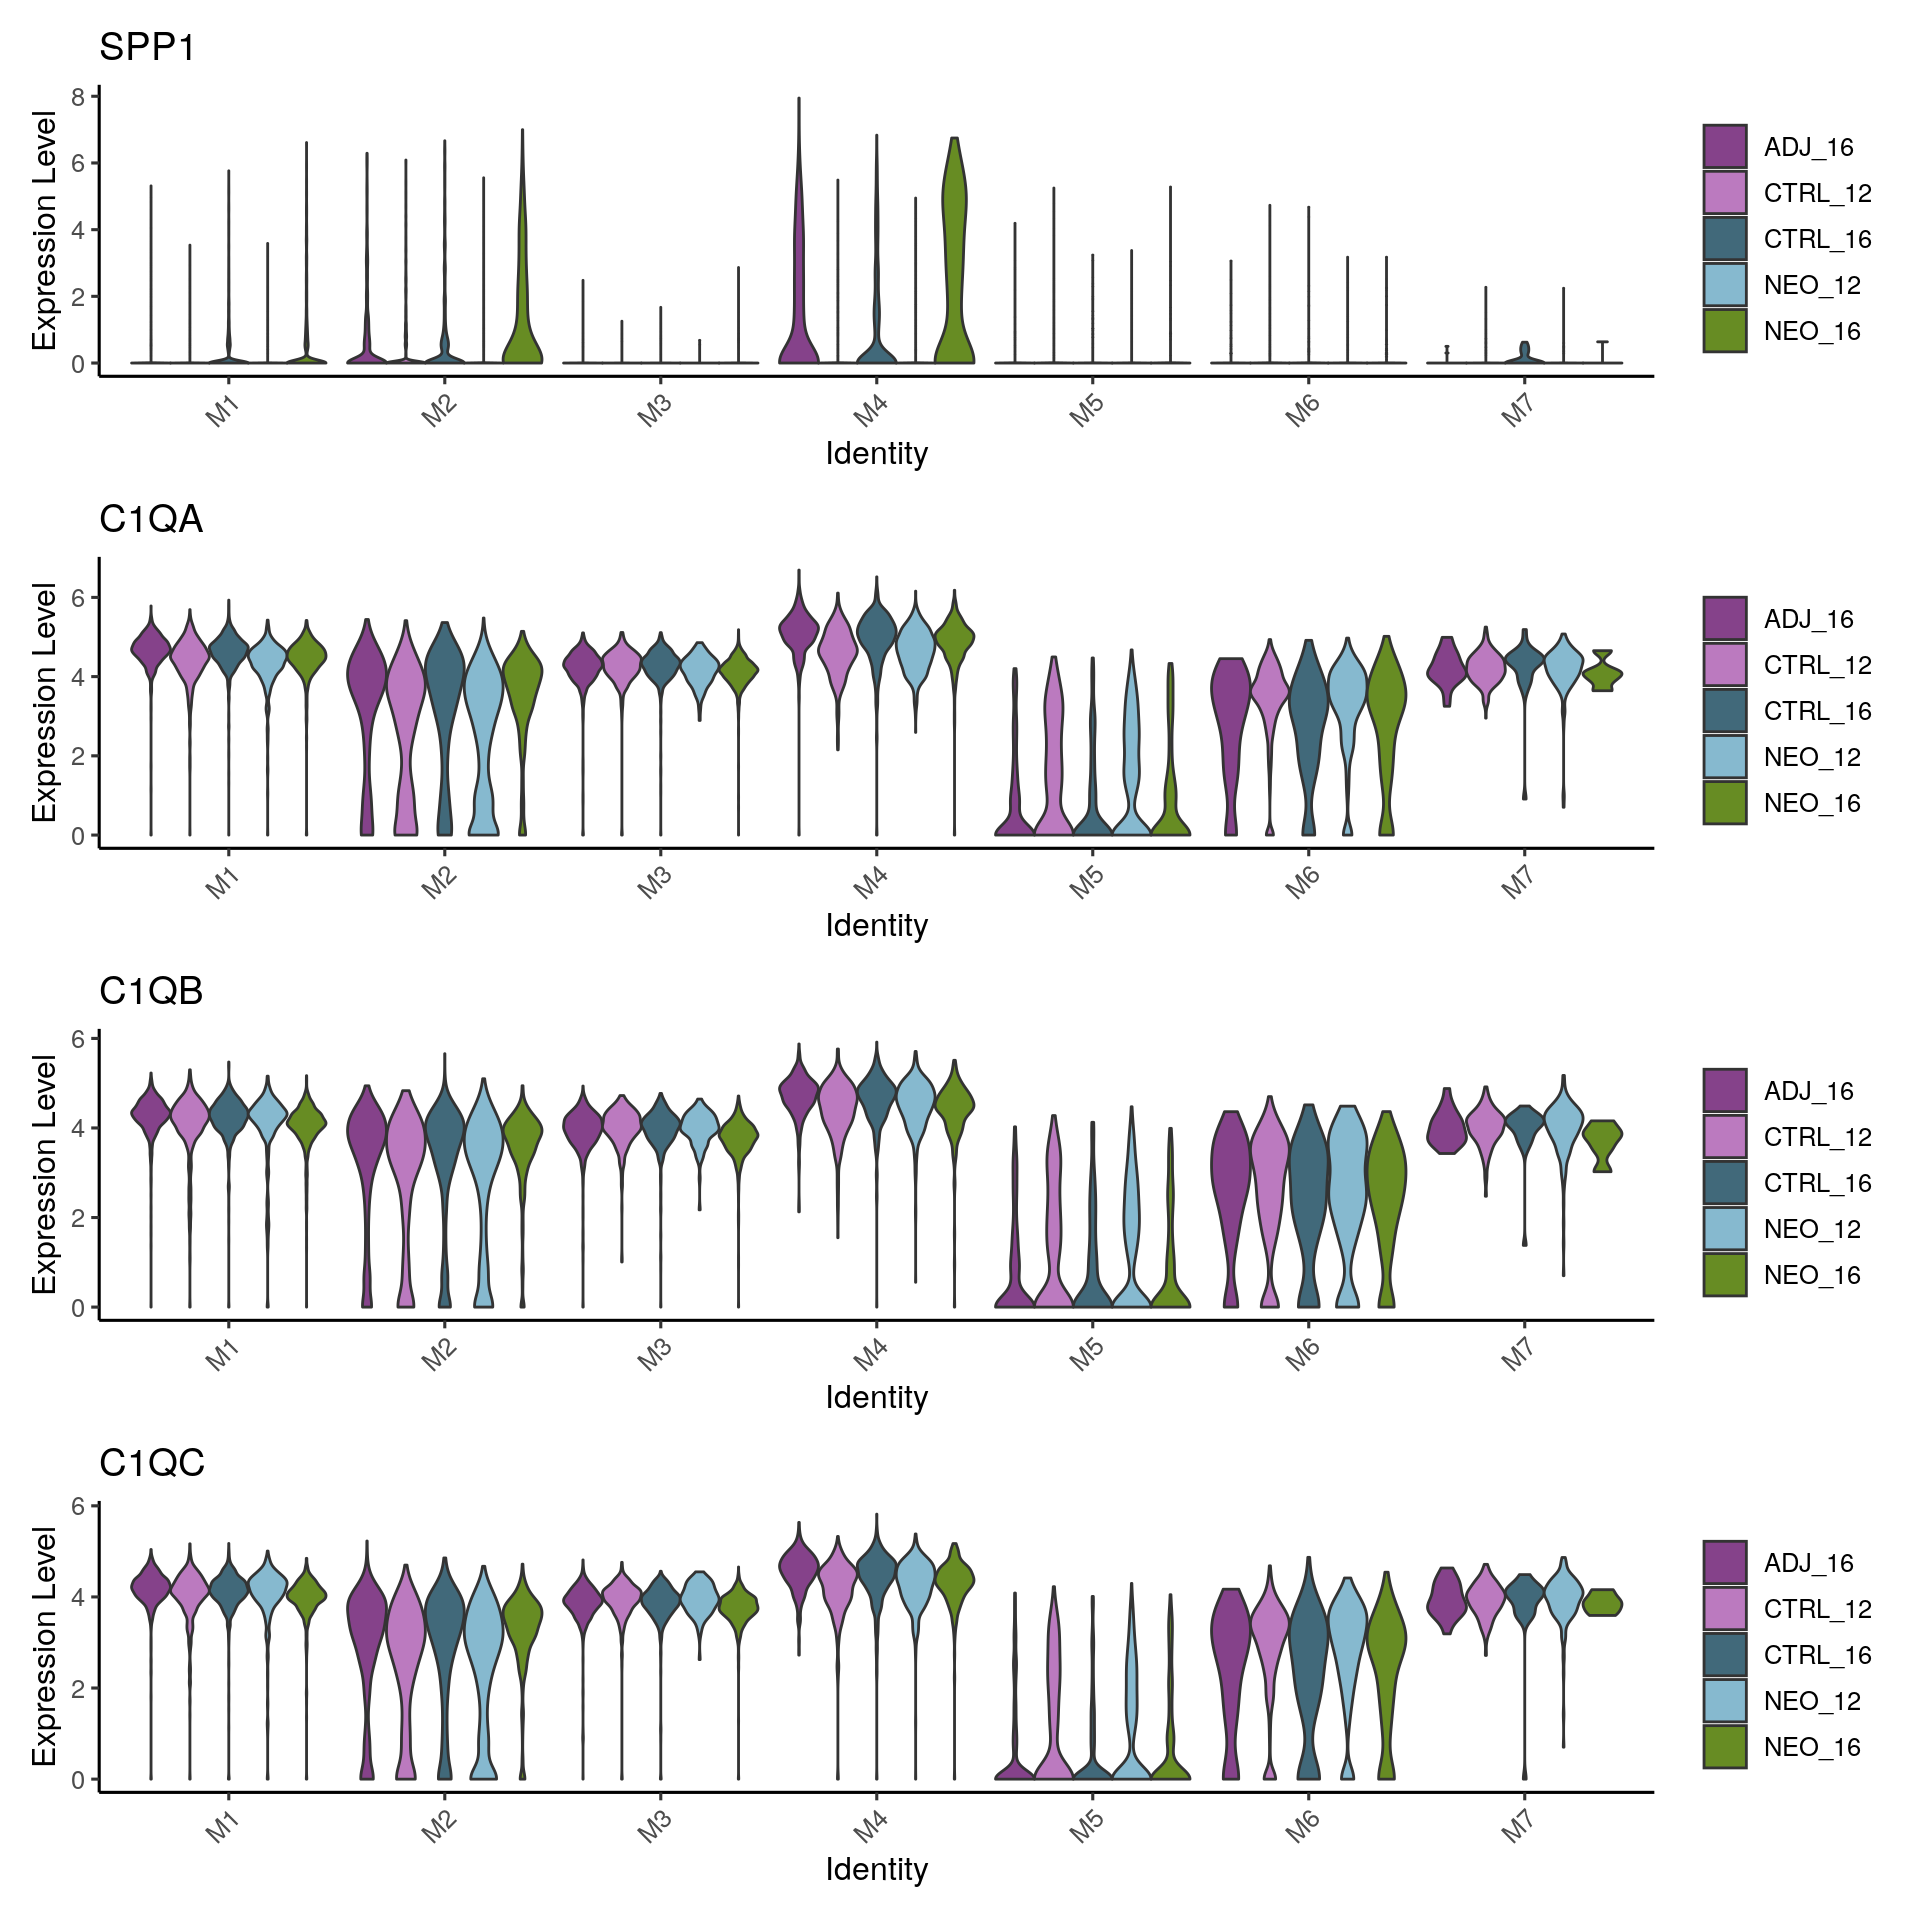 SPP1
Expression Level
8
6
4
2
0
M1 M2 M3 M4 M5 M6 M7
Identity
ADJ_16
CTRL_12
CTRL_16
NEO_12
NEO_16
C1QA
Expression Level
6
4
2
0
M1 M2 M3 M4 M5 M6 M7
Identity
ADJ_16
CTRL_12
CTRL_16
NEO_12
NEO_16
C1QB
Expression Level
6
4
2
0
M1 M2 M3 M4 M5 M6 M7
Identity
ADJ_16
CTRL_12
CTRL_16
NEO_12
NEO_16
C1QC
Expression Level
6
4
2
0
M1 M2 M3 M4 M5 M6 M7
Identity
ADJ_16
CTRL_12
CTRL_16
NEO_12
NEO_16